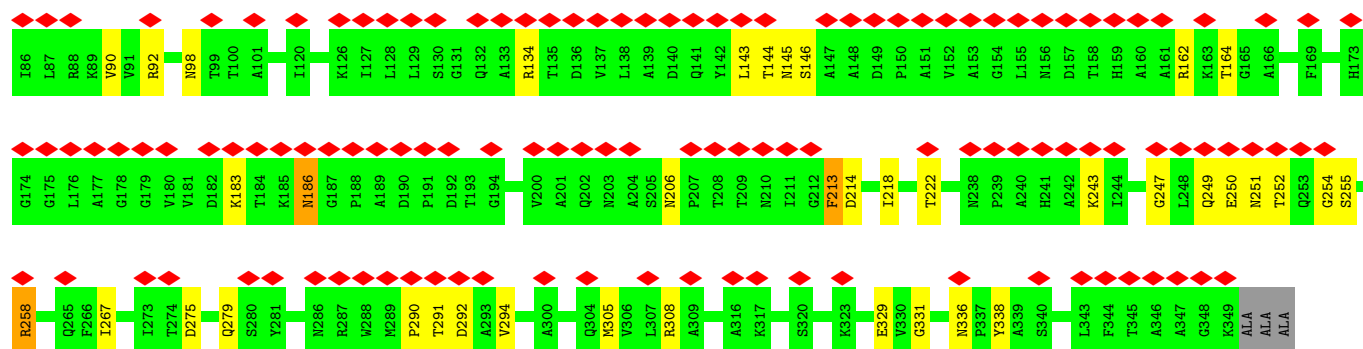 I86 L87 R88 K89 V90 V91 R92 N98 T99 T100 A101 I120 K126 I127 L128 L129 S130 G131 Q132 A133 R134 T135 D136 V137 L138 A139 D140 Q141 Y142 L143 T144 N145 S146 A147 A148 D149 P150 A151 V152 A153 G154 L155 N156 D157 T158 H159 A160 A161 R162 K163 T164 G165 A166 F169 H173
G174 G175 L176 A177 G178 G179 V180 V181 D182 K183 T184 K185 N186 G187 P188 A189 D190 P191 D192 T193 G194 V200 A201 Q202 N203 A204 S205 N206 P207 T208 T209 N210 I211 G212 F213 D214 I218 T222 N238 P239 A240 H241 A242 K243 I244 G247 L248 Q249 E250 N251 T252 Q253 G254 S255
R258 Q265 F266 I267 I273 T274 D275 Q279 S280 Y281 N286 R287 W288 M289 P290 T291 D292 A293 V294 A300 Q304 M305 V306 L307 R308 A309 A316 K317 S320 K323 E329 V330 G331 N336 P337 Y338 A339 S340 L343 F344 T345 A346 A347 G348 K349 ALA ALA ALA